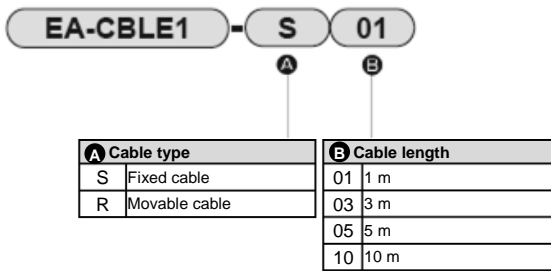 EA-CBLE1 - S 01
A B
A Cable type
S Fixed cable
R Movable cable
B Cable length
01 1 m
03 3 m
05 5 m
10 10 m